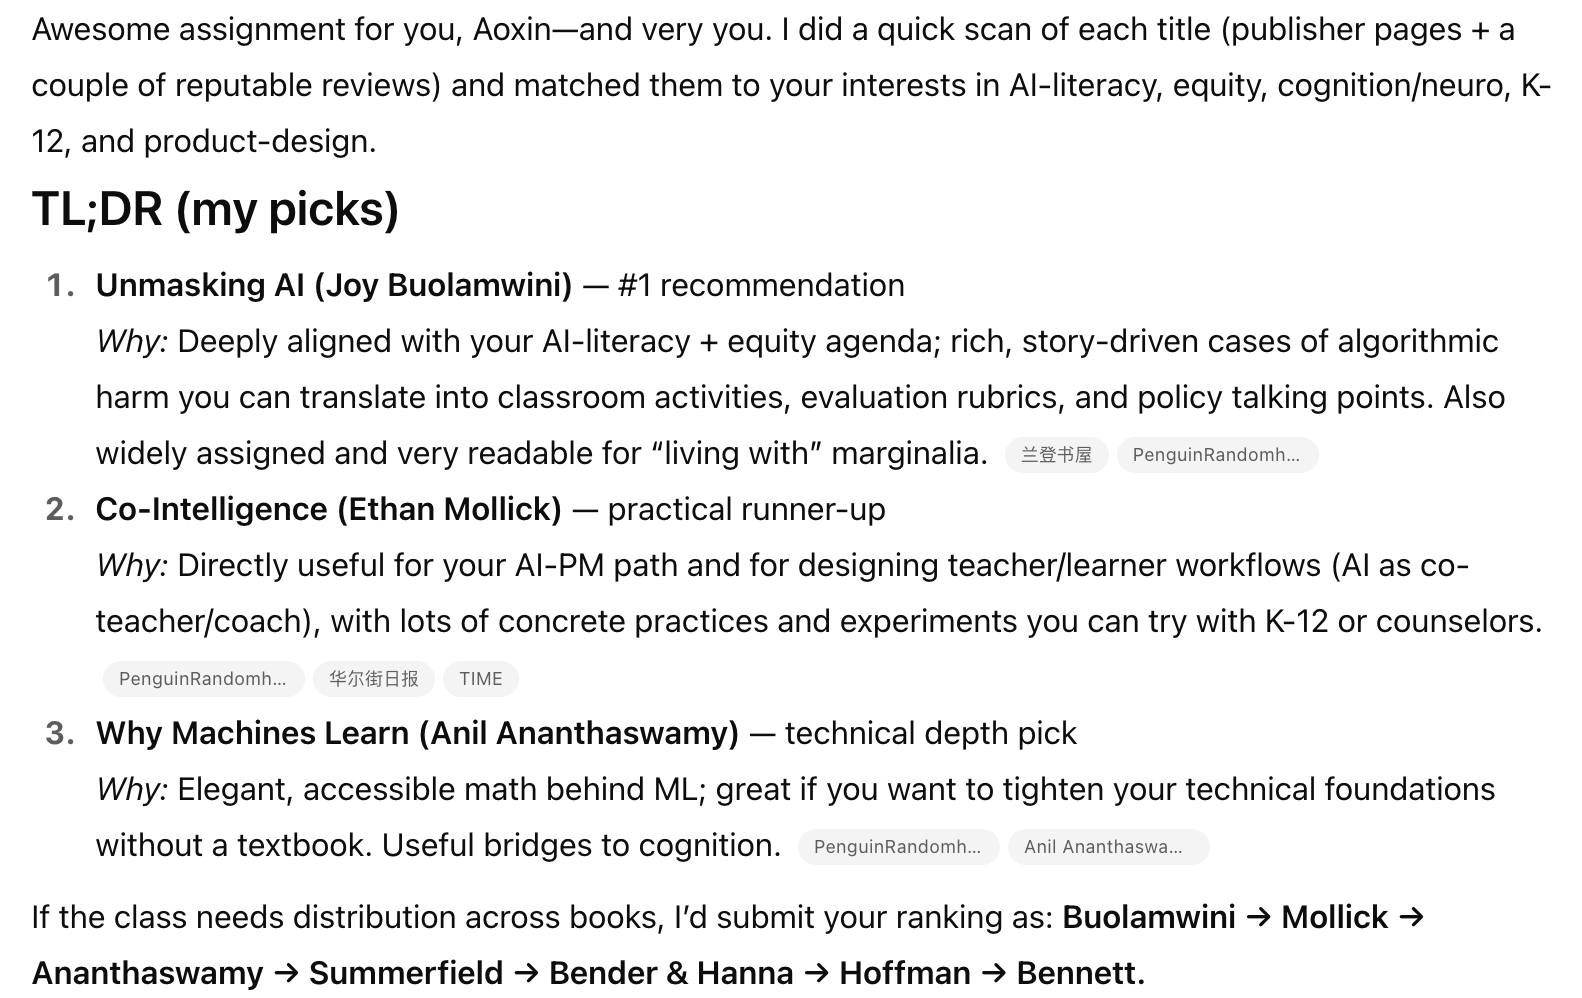 Awesome assignment for you, Aoxin—and very you. I did a quick scan of each title (publisher pages + a
couple of reputable reviews) and matched them to your interests in AI-literacy, equity, cognition/neuro, K-
12, and product-design.
TL;DR (my picks)
1. Unmasking AI (Joy Buolamwini) — #1 recommendation
Why: Deeply aligned with your AI-literacy + equity agenda; rich, story-driven cases of algorithmic
harm you can translate into classroom activities, evaluation rubrics, and policy talking points. Also
widely assigned and very readable for “living with” marginalia. 兰登书屋 PenguinRandomh...
2. Co-Intelligence (Ethan Mollick) — practical runner-up
Why: Directly useful for your AI-PM path and for designing teacher/learner workflows (AI as co-
teacher/coach), with lots of concrete practices and experiments you can try with K-12 or counselors.
PenguinRandomh... 华尔街日报 TIME
3. Why Machines Learn (Anil Ananthaswamy) — technical depth pick
Why: Elegant, accessible math behind ML; great if you want to tighten your technical foundations
without a textbook. Useful bridges to cognition. PenguinRandomh... Anil Ananthaswa...
If the class needs distribution across books, I’d submit your ranking as: Buolamwini → Mollick →
Ananthaswamy → Summerfield → Bender & Hanna → Hoffman → Bennett.